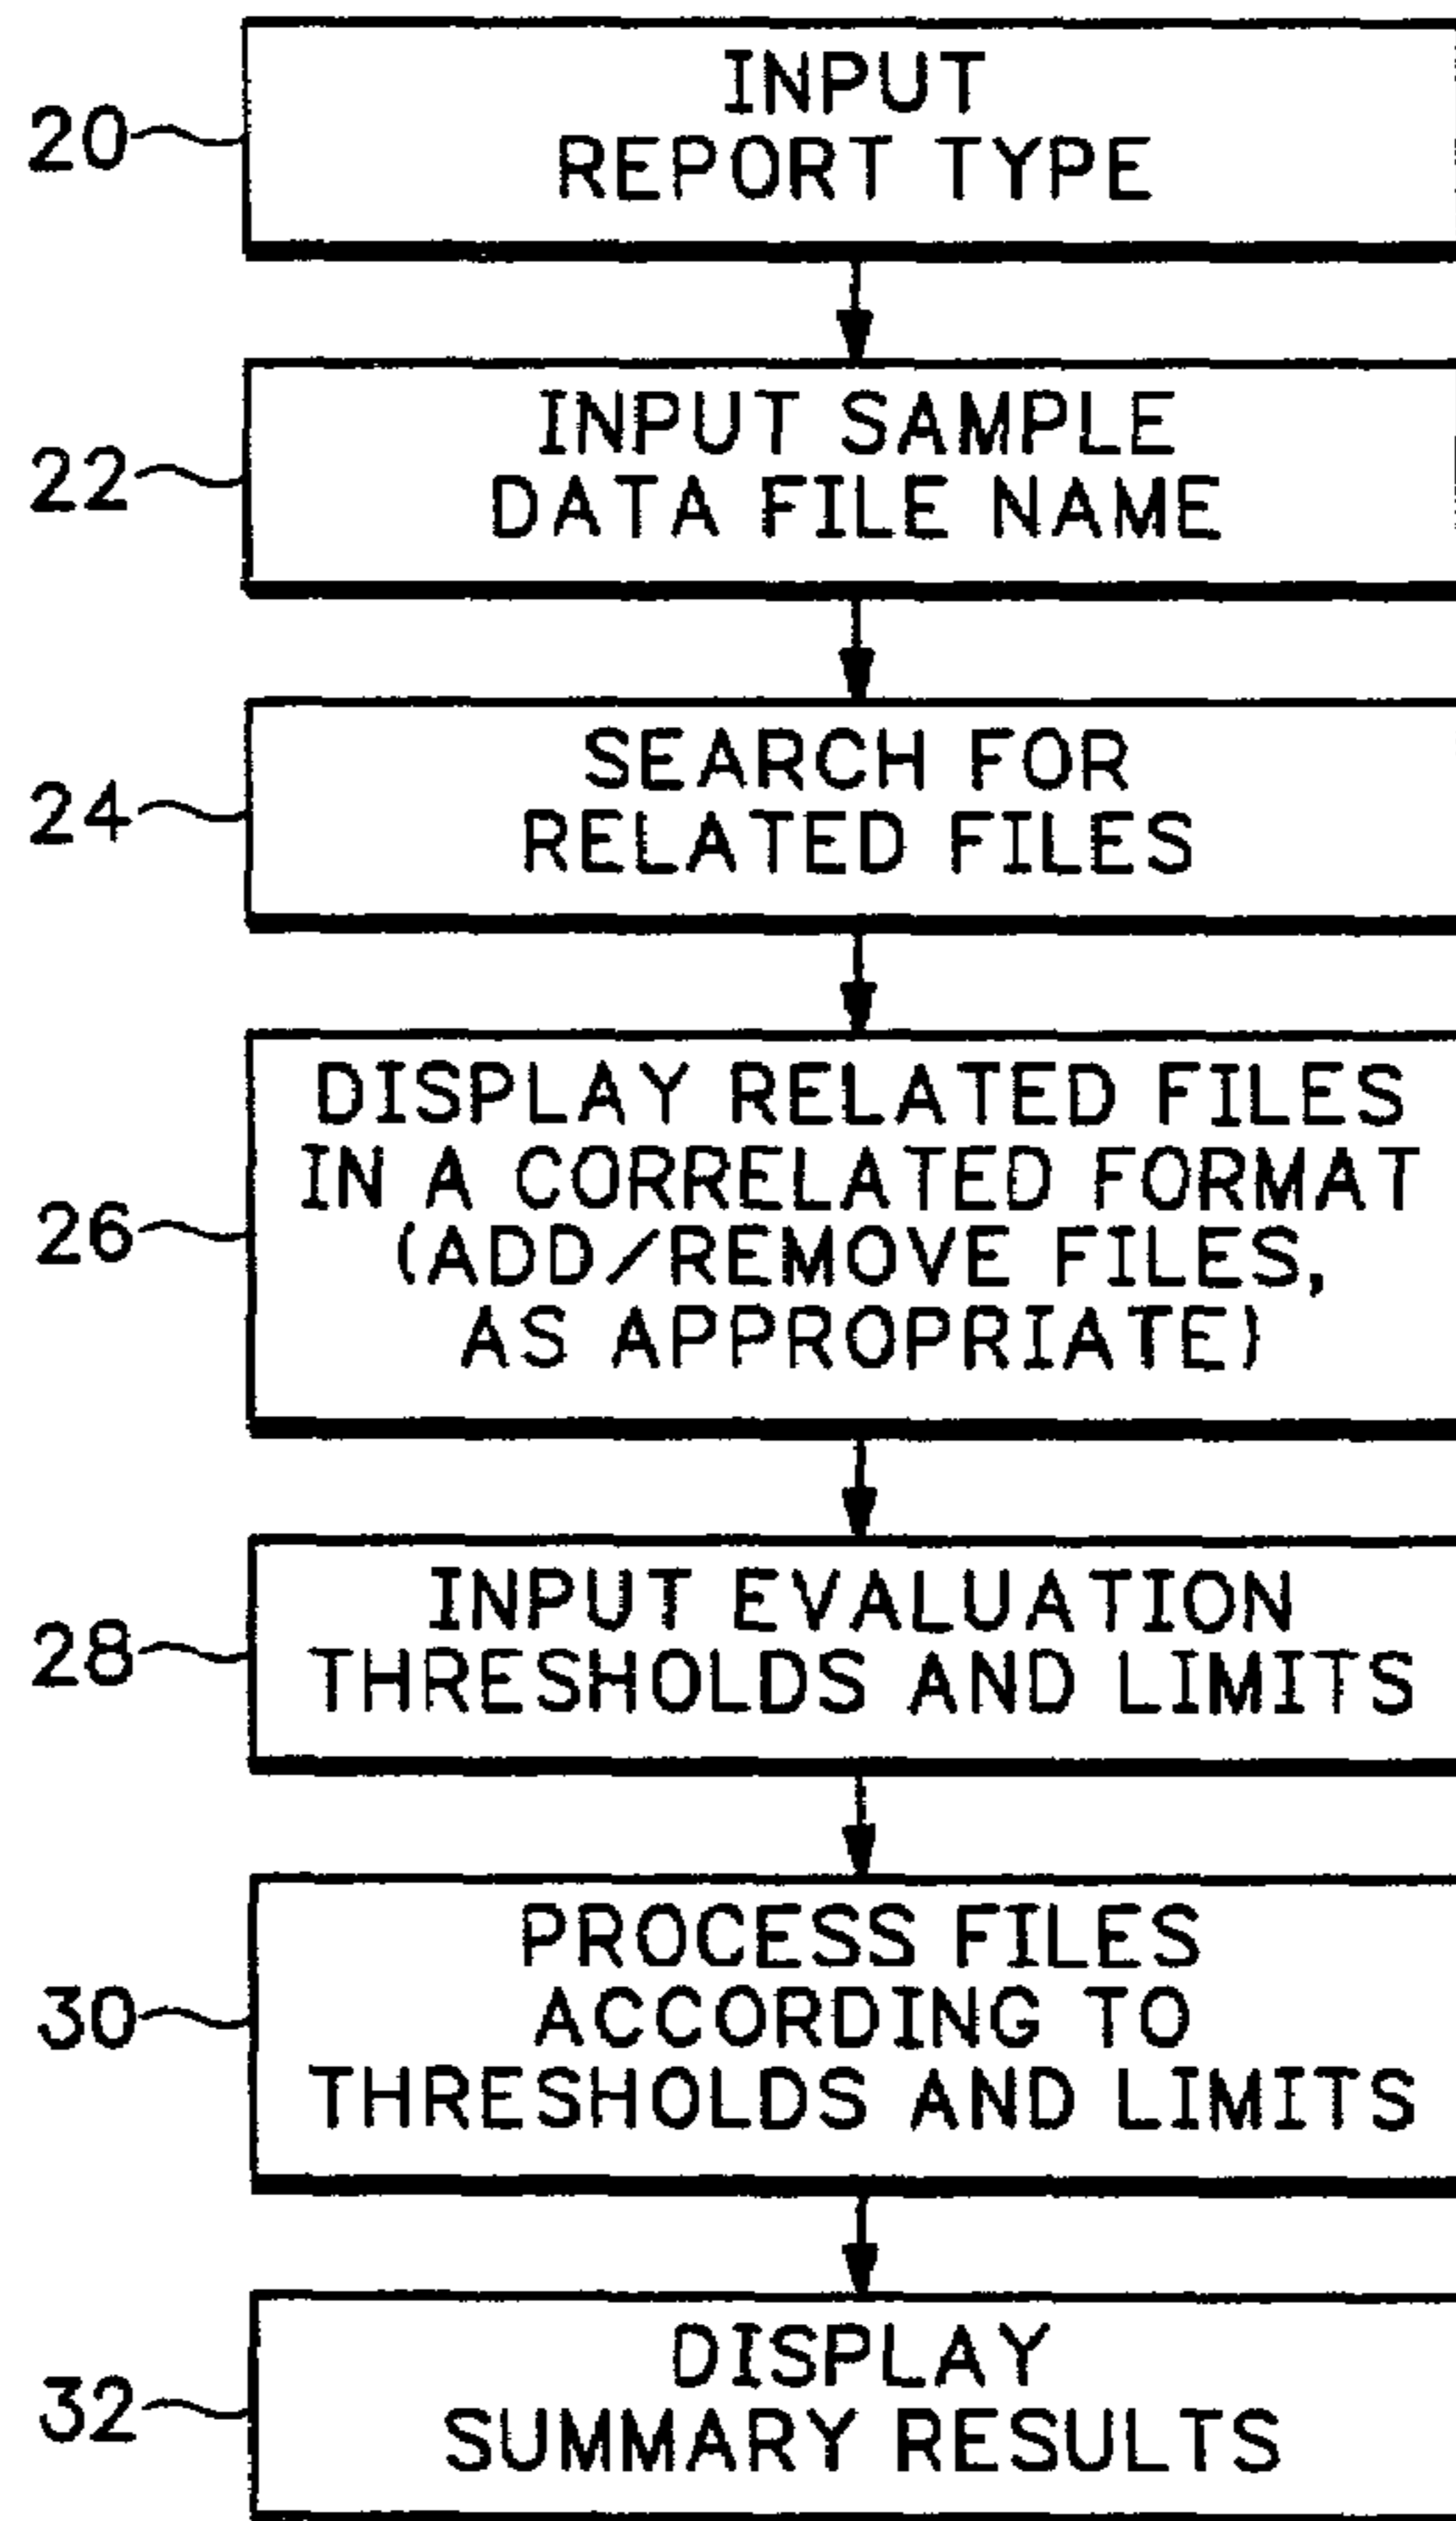 20
INPUT
REPORT TYPE
22
INPUT SAMPLE
DATA FILE NAME
24
SEARCH FOR
RELATED FILES
26
DISPLAY RELATED FILES
IN A CORRELATED FORMAT
(ADD/REMOVE FILES,
AS APPROPRIATE)
28
INPUT EVALUATION
THRESHOLDS AND LIMITS
30
PROCESS FILES
ACCORDING TO
THRESHOLDS AND LIMITS
32
DISPLAY
SUMMARY RESULTS